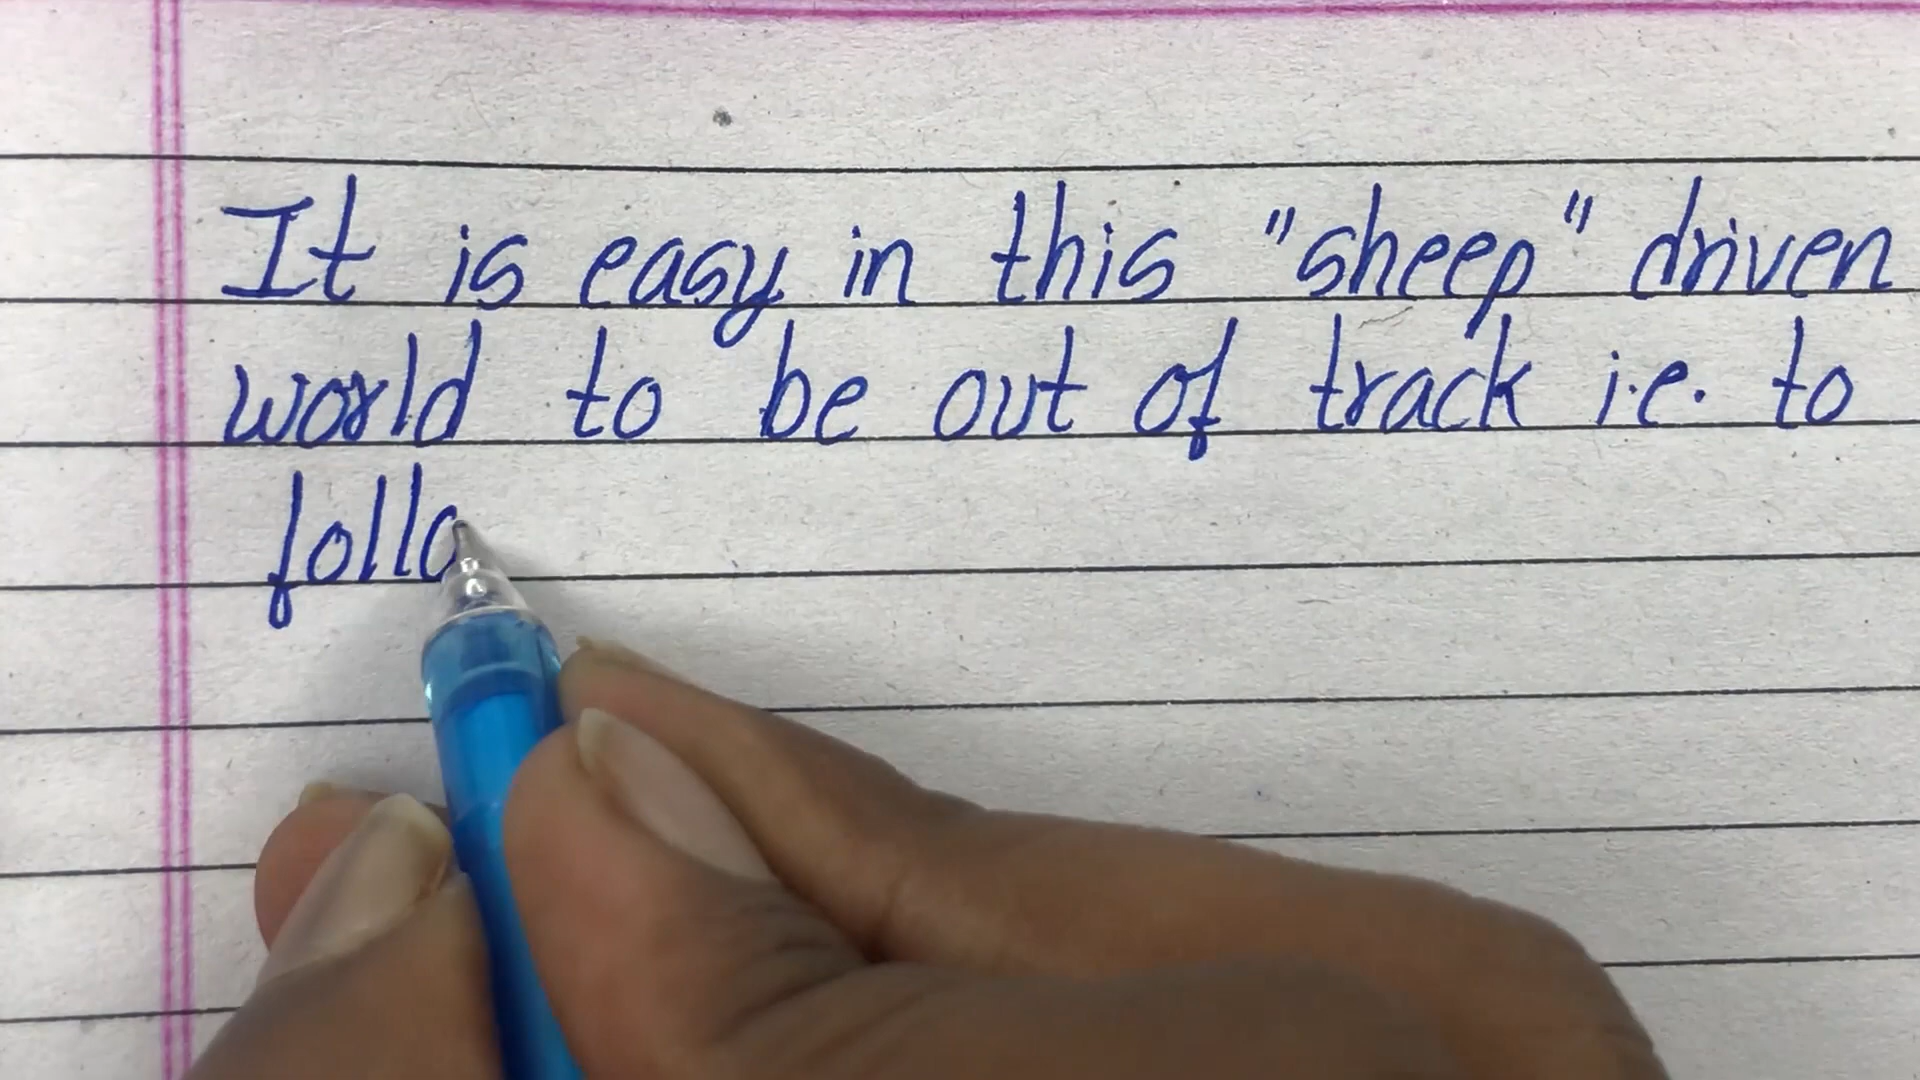 It is easy in this "sheep" driven
world to be out of track i.e. to
follo